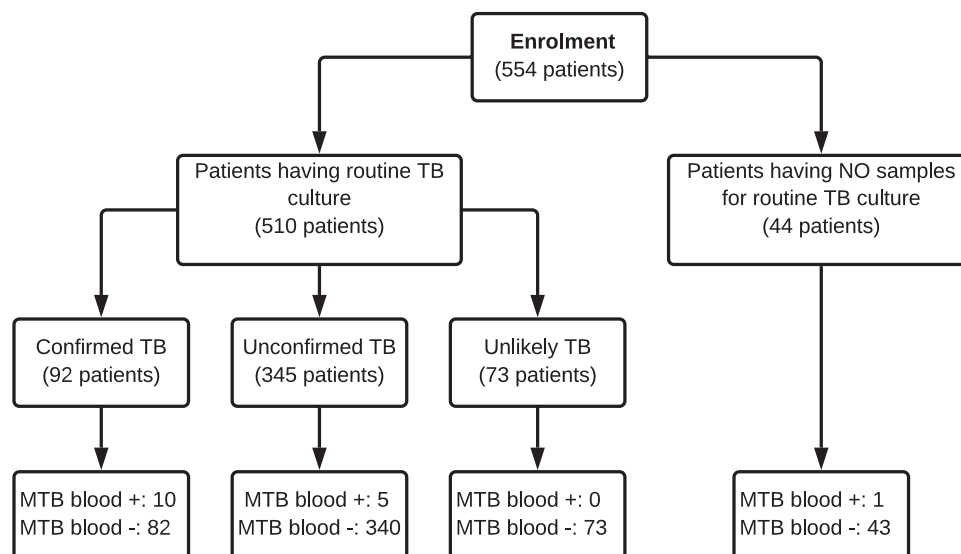 Enrolment
(554 patients)
Patients having routine TB
culture
(510 patients)
Patients having NO samples
for routine TB culture
(44 patients)
Confirmed TB
(92 patients)
Unconfirmed TB
(345 patients)
Unlikely TB
(73 patients)
MTB blood +: 10
MTB blood -: 82
MTB blood +: 5
MTB blood -: 340
MTB blood +: 0
MTB blood -: 73
MTB blood +: 1
MTB blood -: 43